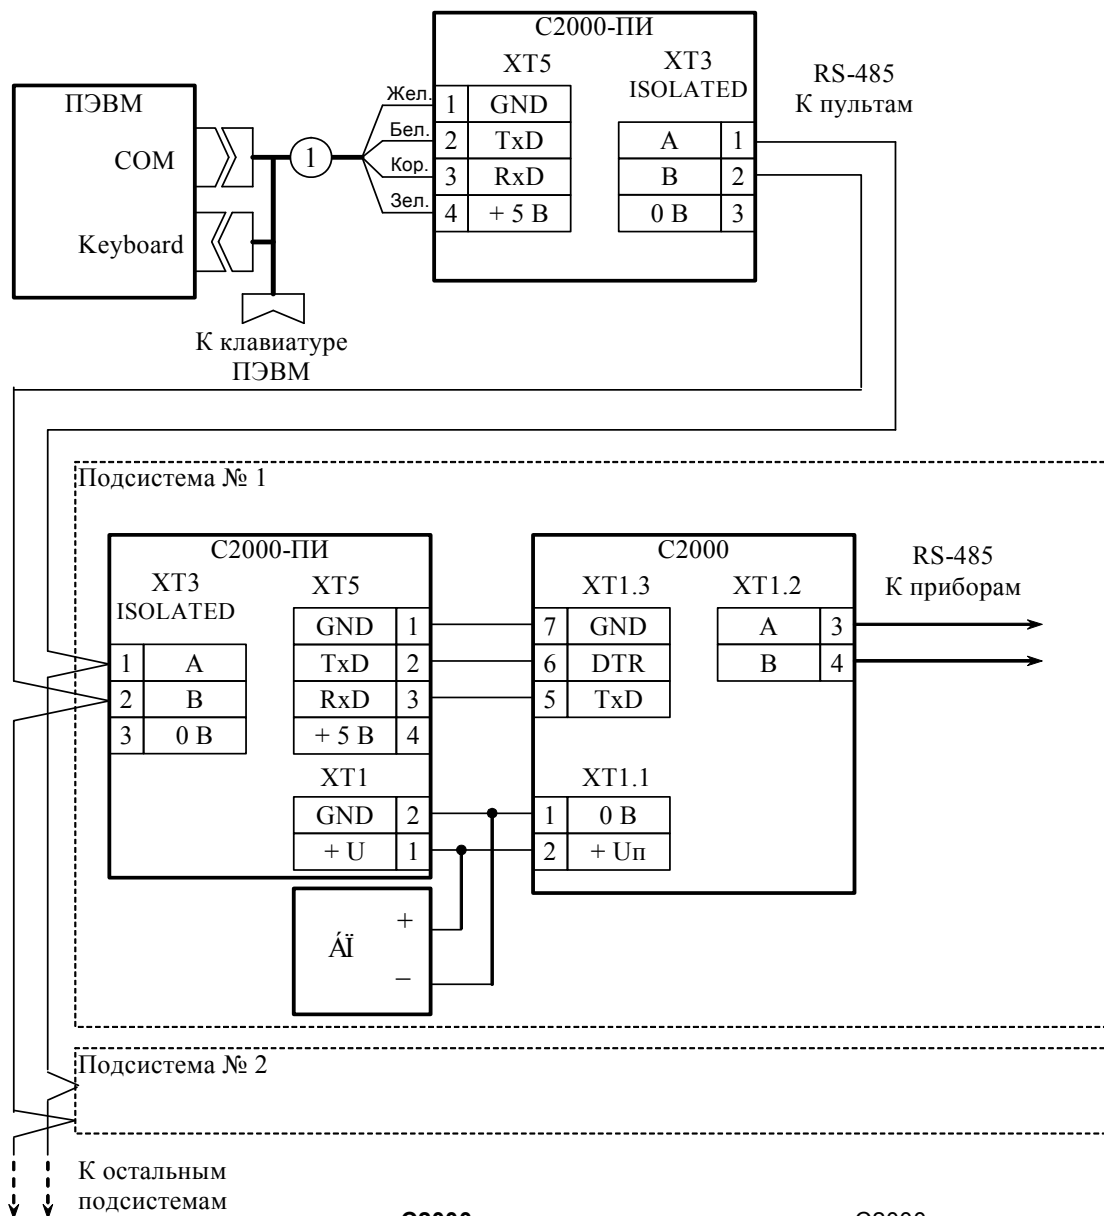 С2000-ПИ
XT5
XT3
ISOLATED
RS-485
К пультам
ПЭВМ
COM
Keyboard
1
Жел.
Бел.
Кор.
Зел.
1 GND
2 TxD
3 RxD
4 + 5 В
A 1
B 2
0 В 3
К клавиатуре
ПЭВМ
Подсистема № 1
С2000-ПИ
XT3
ISOLATED
XT5
1 A
2 B
3 0 В
GND 1
TxD 2
RxD 3
+ 5 В 4
XT1
GND 2
+ U 1
С2000
XT1.3
XT1.2
7 GND
6 DTR
5 TxD
A 3
B 4
RS-485
К приборам
XT1.1
1 0 В
2 + Uп
ÁÏ
+
–
Подсистема № 2
К остальным
подсистемам